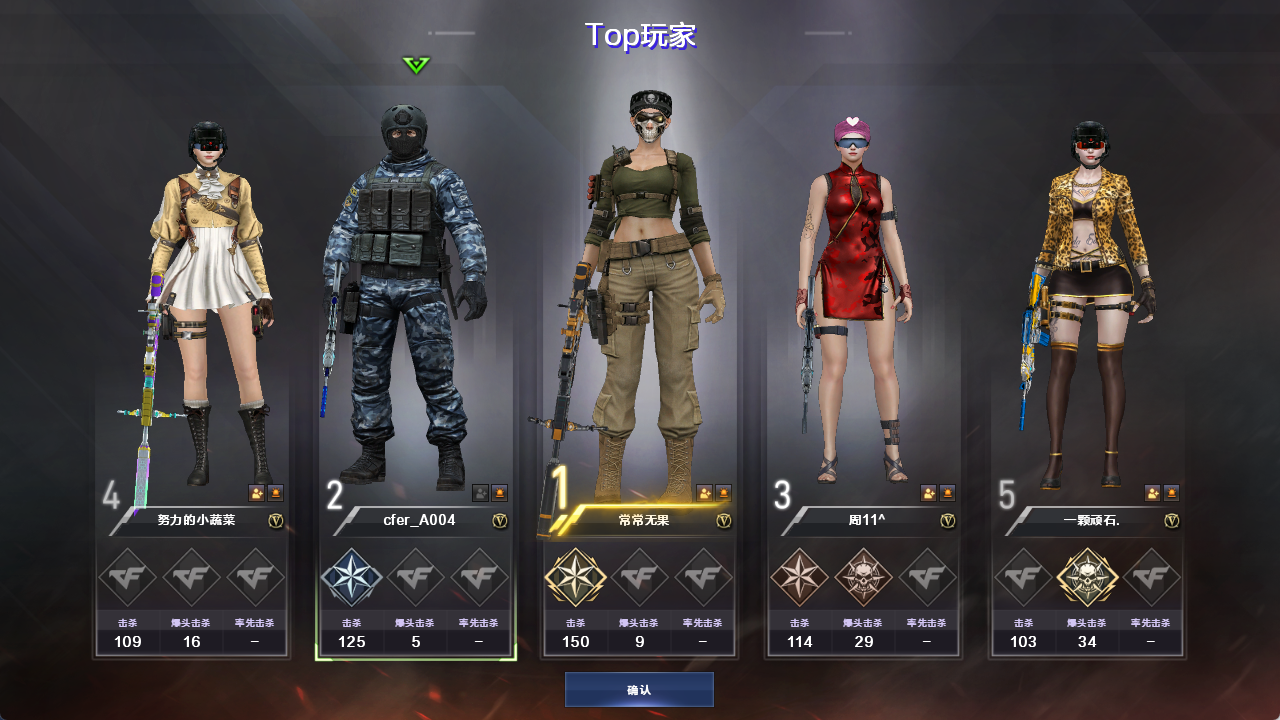 Top玩家
4
努力的小蔬菜
击杀 爆头击杀 率先击杀
109 16 –
2
cfer_A004
击杀 爆头击杀 率先击杀
125 5 –
1
常常无果
击杀 爆头击杀 率先击杀
150 9 –
3
周11^
击杀 爆头击杀 率先击杀
114 29 –
5
一颗顽石.
击杀 爆头击杀 率先击杀
103 34 –
确认